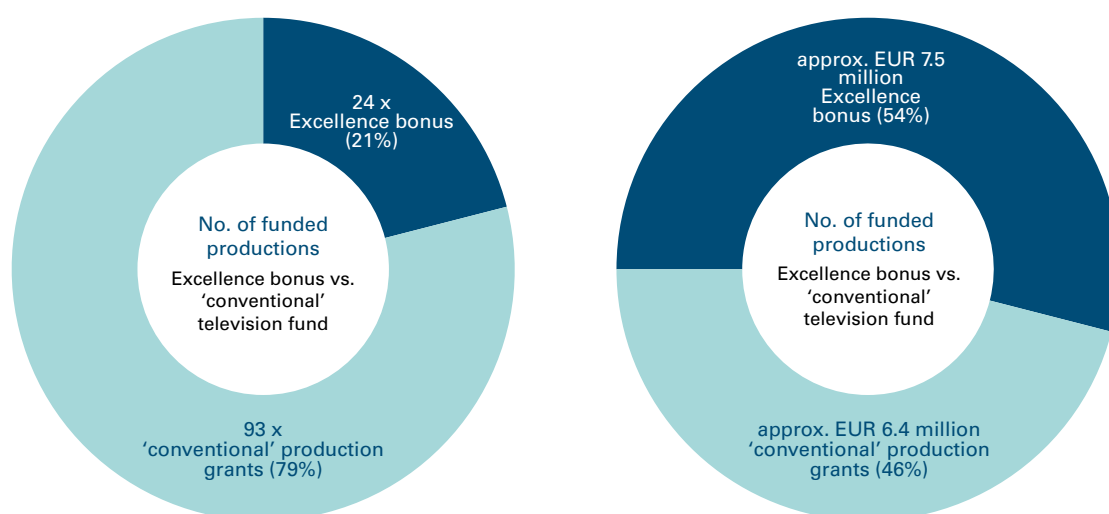 24 x
Excellence bonus
(21%)
No. of funded
productions
Excellence bonus vs.
‘conventional’
television fund
93 x
‘conventional’ production
grants (79%)
approx. EUR 7.5
million
Excellence
bonus (54%)
No. of funded
productions
Excellence bonus vs.
‘conventional’
television fund
approx. EUR 6.4 million
‘conventional’ production
grants (46%)